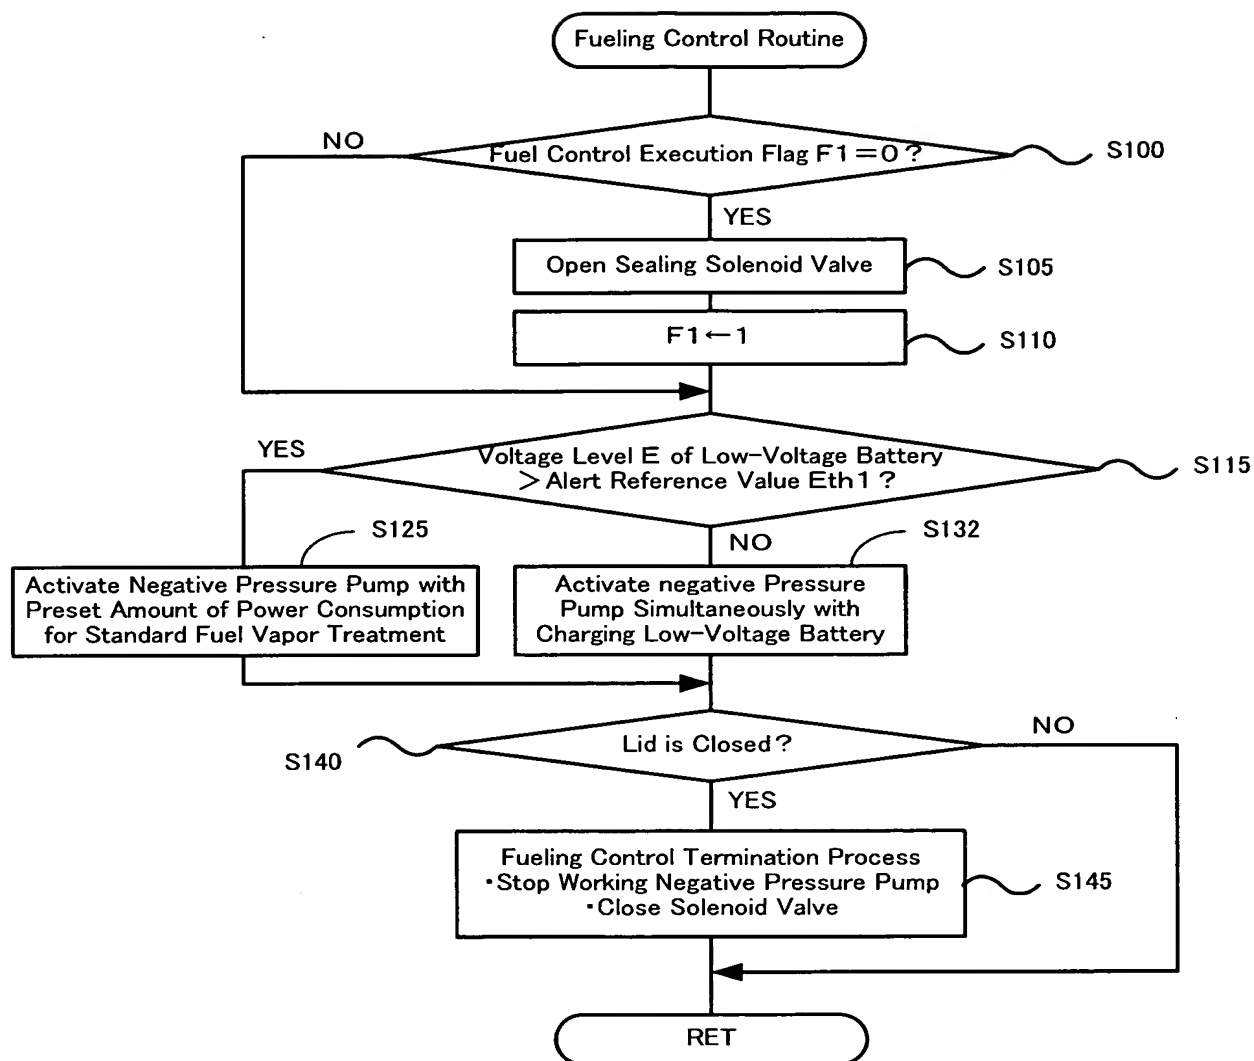 Fueling Control Routine
NO
Fuel Control Execution Flag F1=0?
S100
YES
Open Sealing Solenoid Valve
S105
F1←1
S110
YES
Voltage Level E of Low-Voltage Battery
>Alert Reference Value Eth1?
S115
S125
NO
S132
Activate Negative Pressure Pump with
Preset Amount of Power Consumption
for Standard Fuel Vapor Treatment
Activate negative Pressure
Pump Simultaneously with
Charging Low-Voltage Battery
S140
Lid is Closed?
NO
YES
Fueling Control Termination Process
・Stop Working Negative Pressure Pump
・Close Solenoid Valve
S145
RET